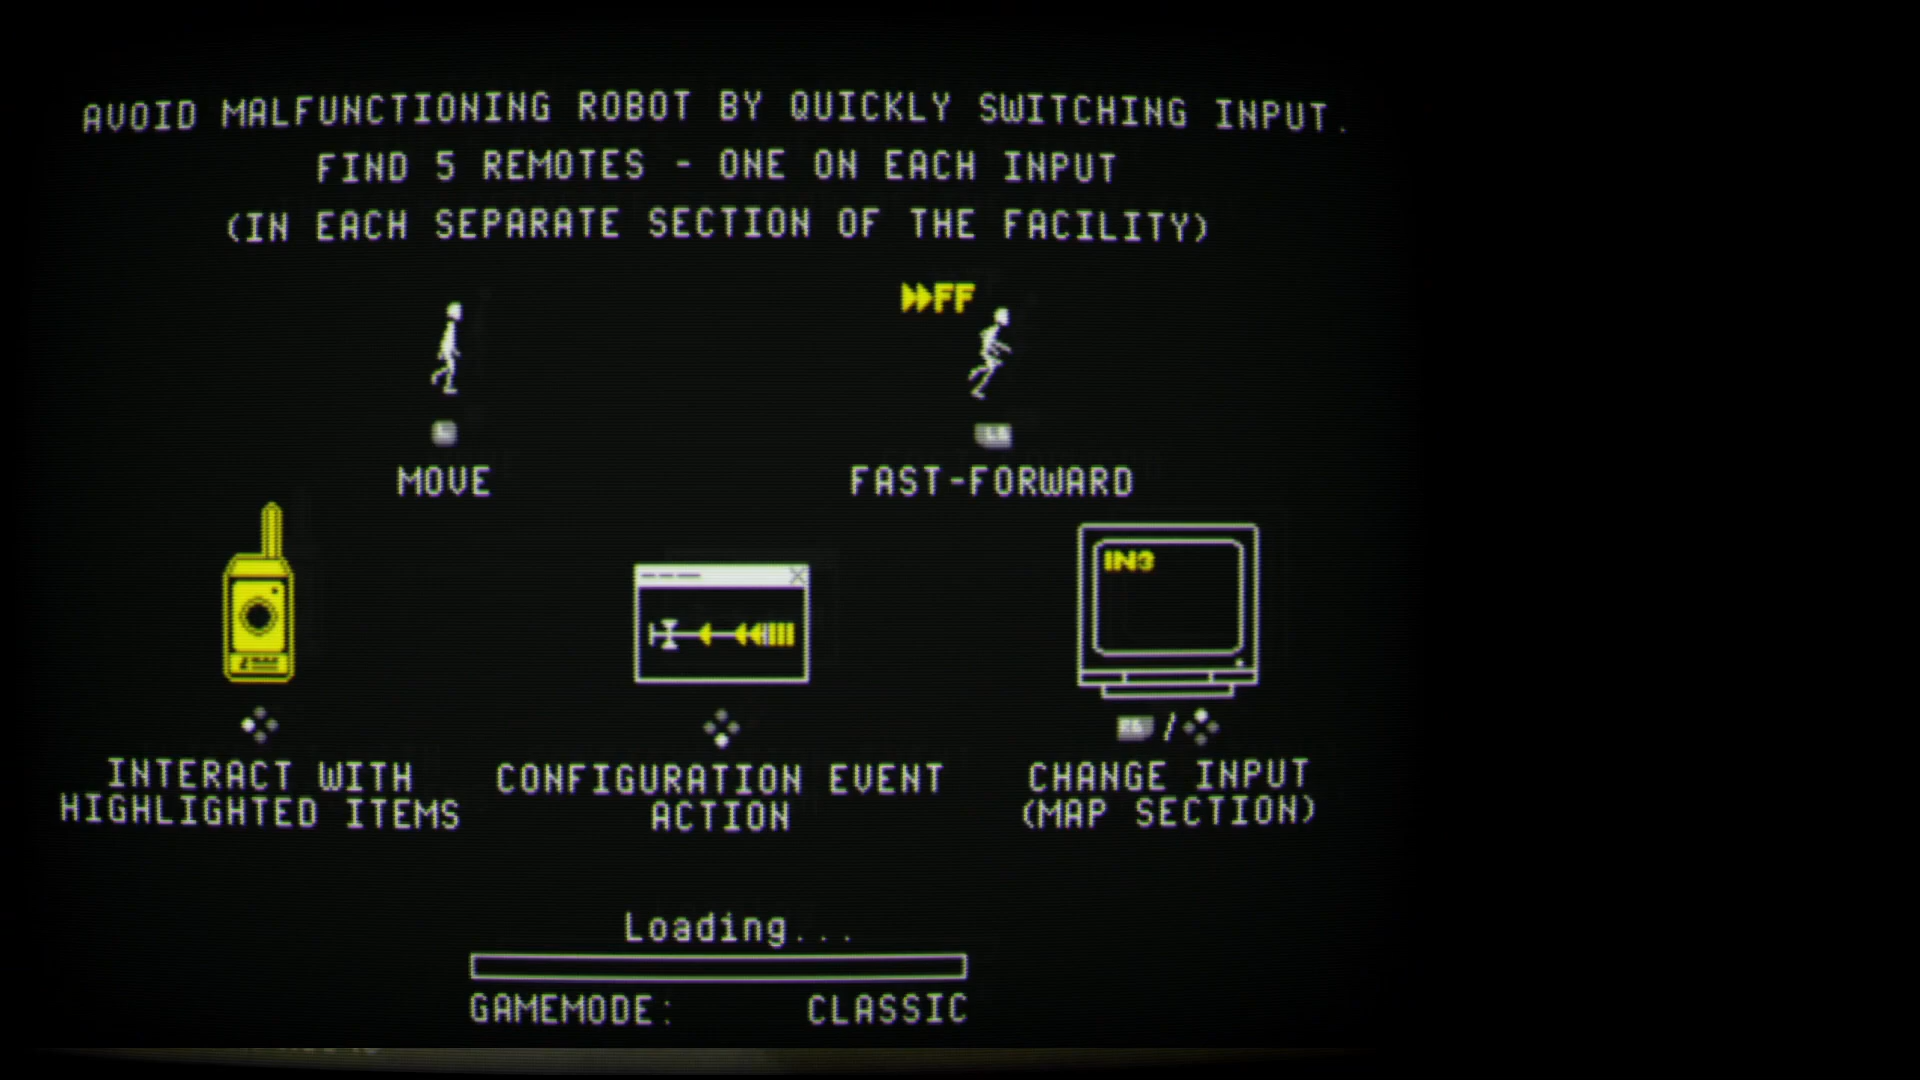 AVOID MALFUNCTIONING ROBOT BY QUICKLY SWITCHING INPUT.
FIND 5 REMOTES - ONE ON EACH INPUT
(IN EACH SEPARATE SECTION OF THE FACILITY)
FF
MOVE
FAST-FORWARD
IN3
/
INTERACT WITH
HIGHLIGHTED ITEMS
CONFIGURATION EVENT
ACTION
CHANGE INPUT
(MAP SECTION)
Loading...
GAMEMODE: CLASSIC